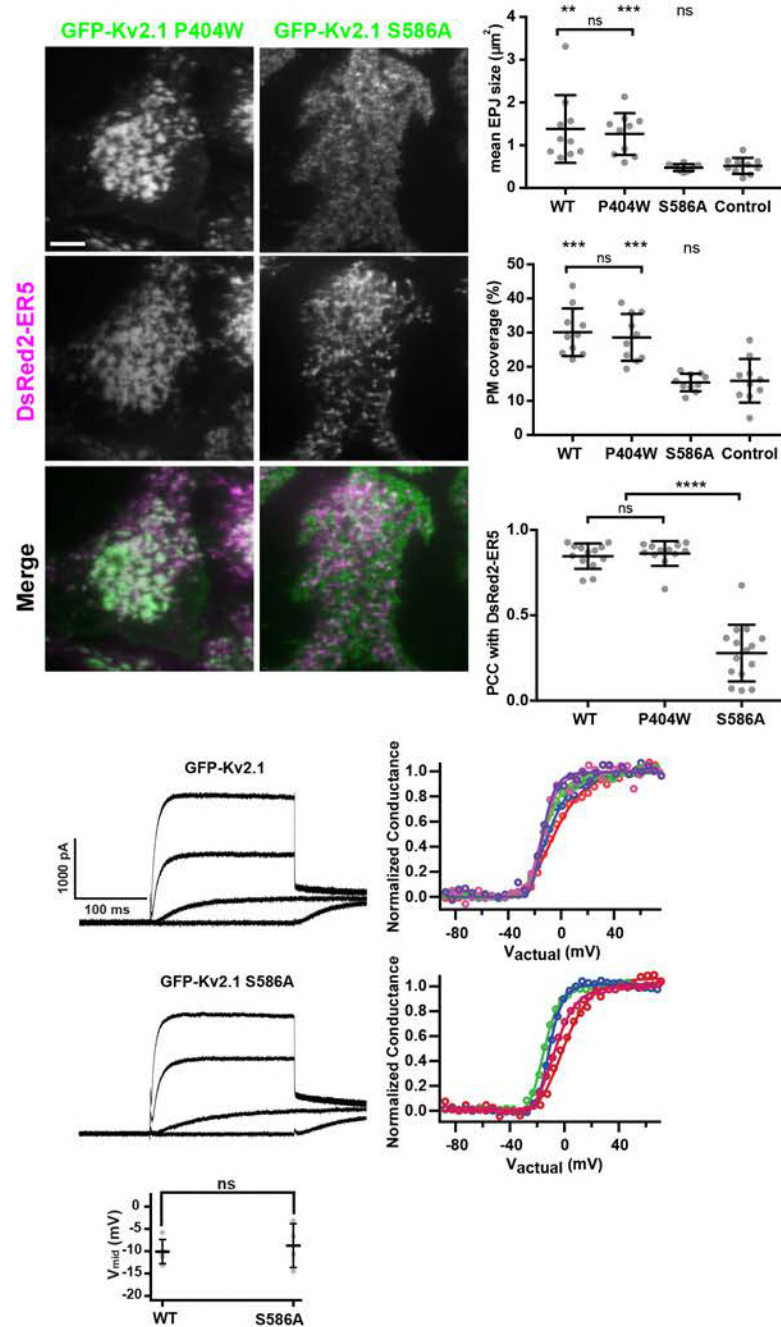 GFP-Kv2.1 P404W GFP-Kv2.1 S586A
DsRed2-ER5
Merge
mean EPJ size (µm²)
** *** ns
ns
4
3
2
1
0
WT P404W S586A Control
PM coverage (%)
*** *** ns
ns
50
40
30
20
10
0
WT P404W S586A Control
PCC with DsRed2-ER5
****
ns
1.0
0.5
0.0
WT P404W S586A
GFP-Kv2.1
1000 pA
100 ms
Normalized Conductance
1.0
0.8
0.6
0.4
0.2
0.0
-80 -40 0 40
Vactual (mV)
GFP-Kv2.1 S586A
Normalized Conductance
1.0
0.8
0.6
0.4
0.2
0.0
-80 -40 0 40
Vactual (mV)
ns
Vmid (mV)
0
-5
-10
-15
-20
WT S586A